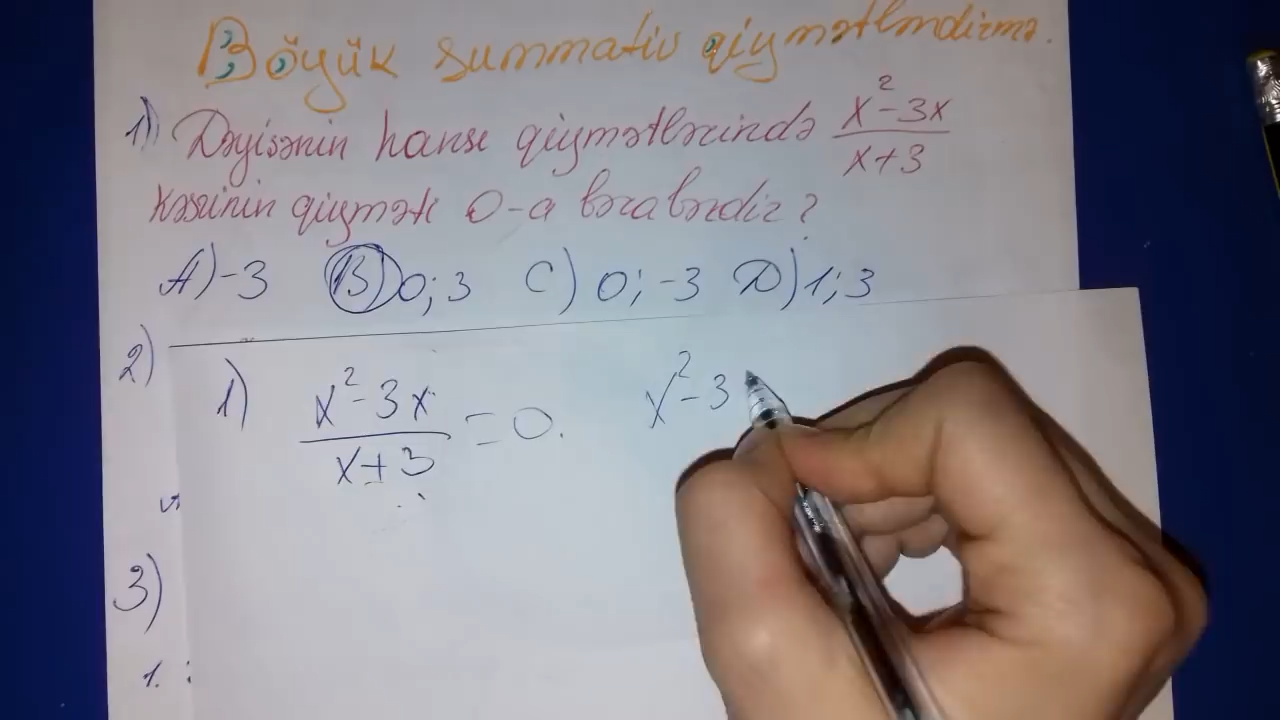 Böyük summativ qiymətləndirmə.
1) Dəyişənin hansı qiymətlərində x²-3x/x+3
kəsrinin qiyməti 0-a bərabərdir?
A) -3 B) 0; 3 C) 0; -3 D) 1; 3
2)
1) x²-3x/x+3 = 0. x²-3
3)
1.